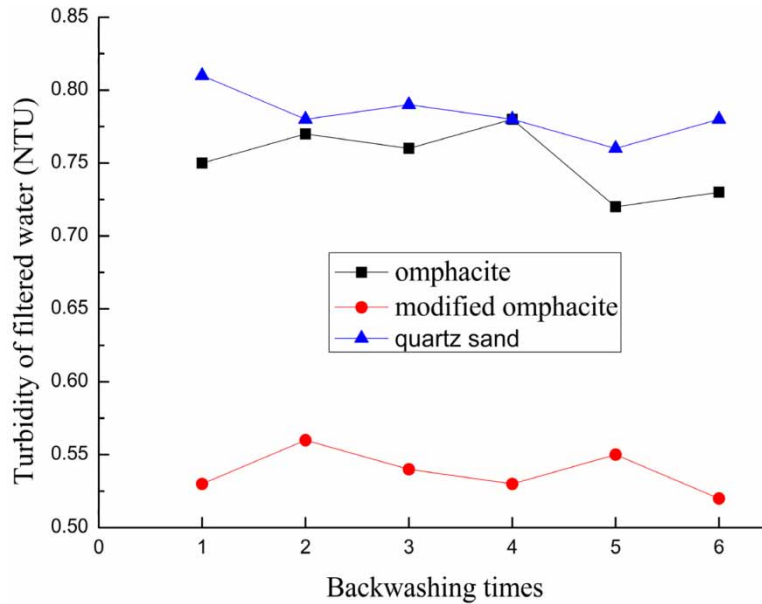 0.85
0.80
0.75
0.70
0.65
0.60
0.55
0.50
Turbidity of filtered water (NTU)
omphacite
modified omphacite
quartz sand
0 1 2 3 4 5 6
Backwashing times